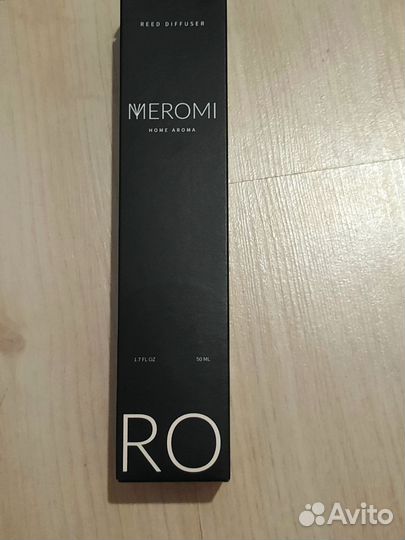 REED DIFFUSER
MEROMI
HOME AROMA
1.7 FL OZ 50 ML
RO
Avito